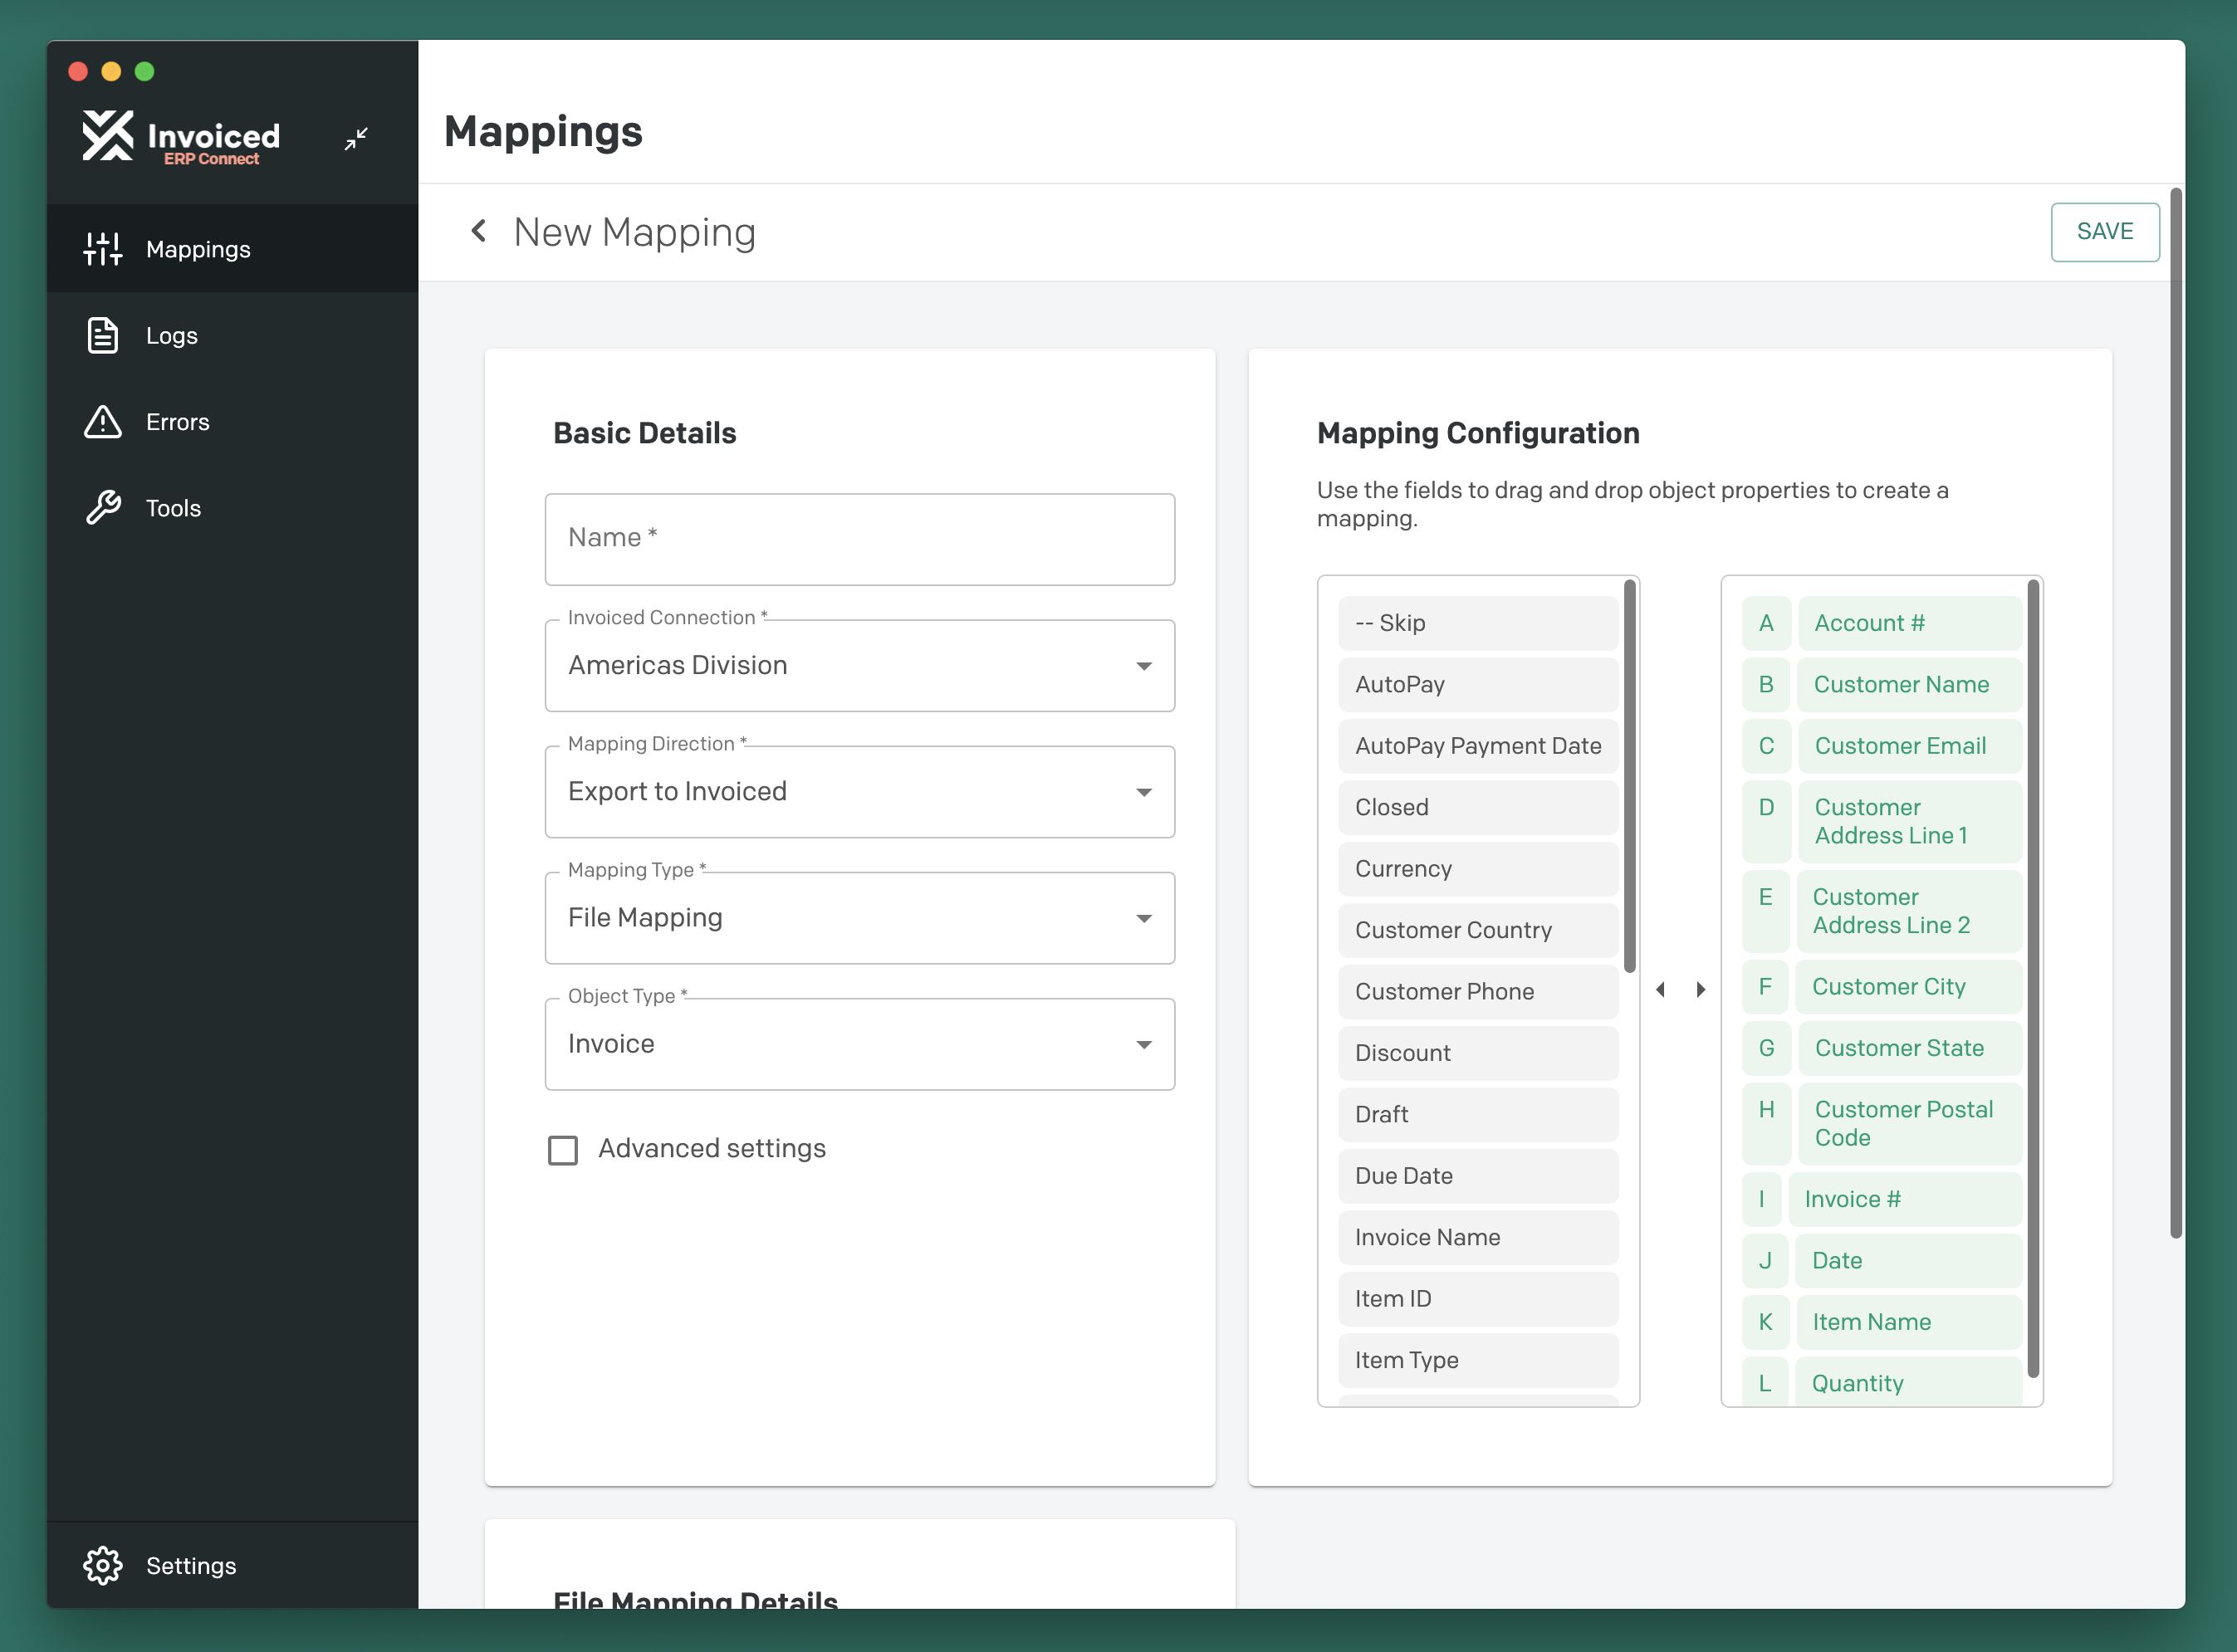 Invoiced
ERP Connect
Mappings
Logs
Errors
Tools
Settings
Mappings
New Mapping
SAVE
Basic Details
Name *
Invoiced Connection *
Americas Division
Mapping Direction *
Export to Invoiced
Mapping Type *
File Mapping
Object Type *
Invoice
Advanced settings
Mapping Configuration
Use the fields to drag and drop object properties to create a
mapping.
-- Skip
AutoPay
AutoPay Payment Date
Closed
Currency
Customer Country
Customer Phone
Discount
Draft
Due Date
Invoice Name
Item ID
Item Type
A Account #
B Customer Name
C Customer Email
D Customer
Address Line 1
E Customer
Address Line 2
F Customer City
G Customer State
H Customer Postal
Code
I Invoice #
J Date
K Item Name
L Quantity
File Mapping Details